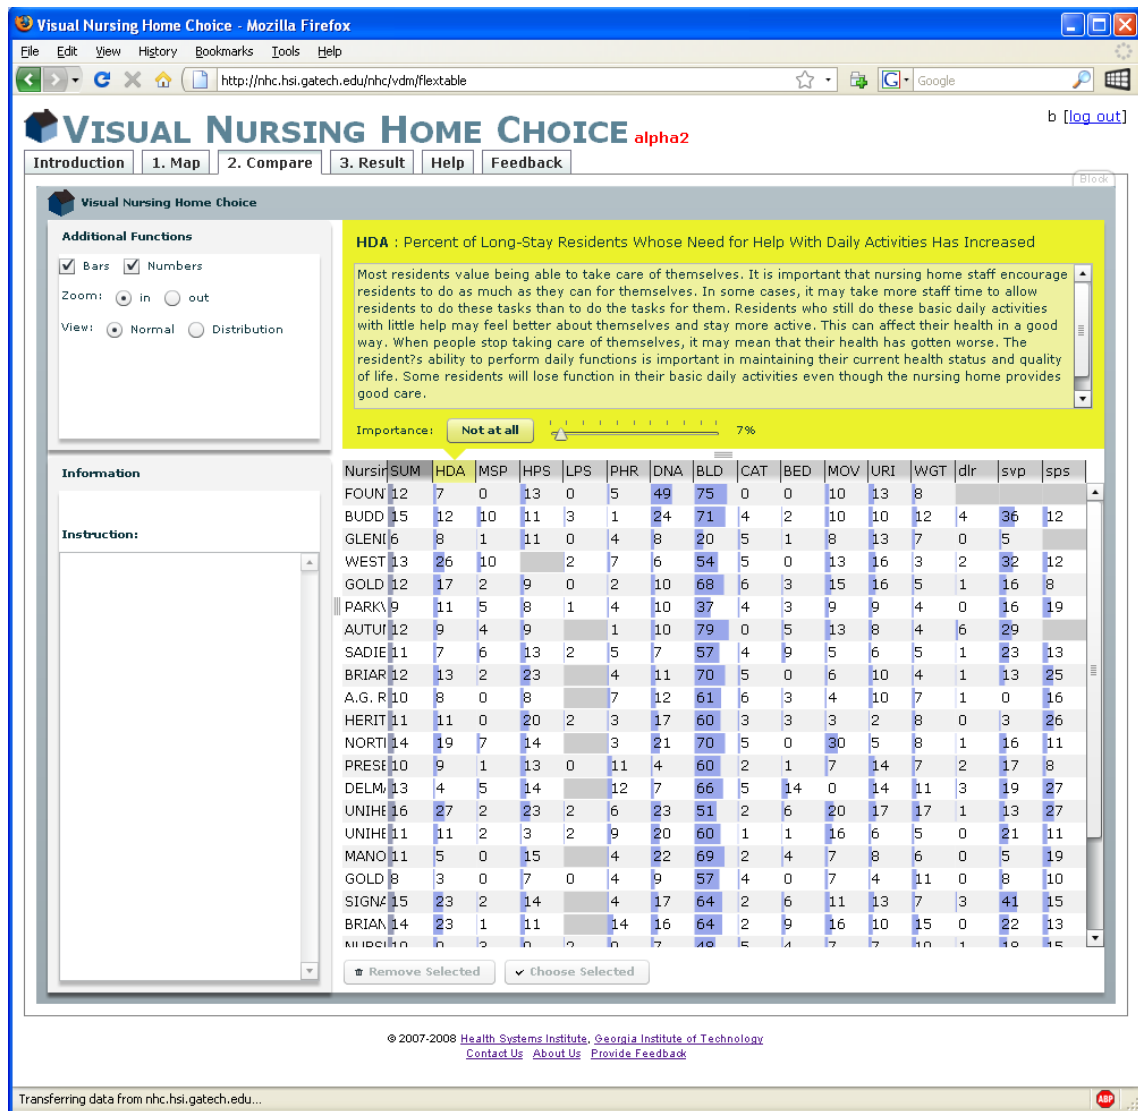 Visual Nursing Home Choice - Mozilla Firefox
File Edit View History Bookmarks Tools Help
http://nhc.hsi.gatech.edu/nhc/vdm/flextable
G Google
VISUAL NURSING HOME CHOICE alpha2
b [log out]
Introduction 1. Map 2. Compare 3. Result Help Feedback
Block
Visual Nursing Home Choice
Additional Functions
Bars Numbers
Zoom: in out
View: Normal Distribution
HDA : Percent of Long-Stay Residents Whose Need for Help With Daily Activities Has Increased
Most residents value being able to take care of themselves. It is important that nursing home staff encourage
residents to do as much as they can for themselves. In some cases, it may take more staff time to allow
residents to do these tasks than to do the tasks for them. Residents who still do these basic daily activities
with little help may feel better about themselves and stay more active. This can affect their health in a good
way. When people stop taking care of themselves, it may mean that their health has gotten worse. The
resident?s ability to perform daily functions is important in maintaining their current health status and quality
of life. Some residents will lose function in their basic daily activities even though the nursing home provides
good care.
Importance: Not at all 7%
Information
Instruction:
Nursin SUM HDA MSP HPS LPS PHR DNA BLD CAT BED MOV URI WGT dlr svp sps
FOUN 12 7 0 13 0 5 49 75 0 0 10 13 8
BUDD 15 12 10 11 3 1 24 71 4 2 10 10 12 4 36 12
GLEN 6 8 1 11 0 4 8 20 5 1 8 13 7 0 5
WEST 13 26 10 2 7 6 54 5 0 13 16 3 2 32 12
GOLD 12 17 2 9 0 2 10 68 6 3 15 16 5 1 16 8
PARK 9 11 5 8 1 4 10 37 4 3 9 9 4 0 16 19
AUTU 12 9 4 9 1 10 79 0 5 13 8 4 6 29
SADIE 11 7 6 13 2 5 7 57 4 9 5 6 5 1 23 13
BRIAR 12 13 2 23 4 11 70 5 0 6 10 4 1 13 25
A.G. R 10 8 0 8 7 12 61 6 3 4 10 7 1 0 16
HERIT 11 11 0 20 2 3 17 60 3 3 3 2 8 0 3 26
NORTI 14 19 7 14 3 21 70 5 0 30 5 8 1 16 11
PRESE 10 9 1 13 0 11 4 60 2 1 7 14 7 2 17 8
DELM 13 4 5 14 12 7 66 5 14 0 14 11 3 19 27
UNIHE 16 27 2 23 2 6 23 51 2 6 20 17 17 1 13 27
UNIHE 11 11 2 3 2 9 20 60 1 1 16 6 5 0 21 11
MANO 11 5 0 15 4 22 69 2 4 7 8 6 0 5 19
GOLD 8 3 0 7 0 4 9 57 4 0 7 4 11 0 8 10
SIGNA 15 23 2 14 4 17 64 2 6 11 13 7 3 41 15
BRIAN 14 23 1 11 14 16 64 2 9 16 10 15 0 22 13
Remove Selected Choose Selected
© 2007-2008 Health Systems Institute, Georgia Institute of Technology
Contact Us About Us Provide Feedback
Transferring data from nhc.hsi.gatech.edu...
ABP